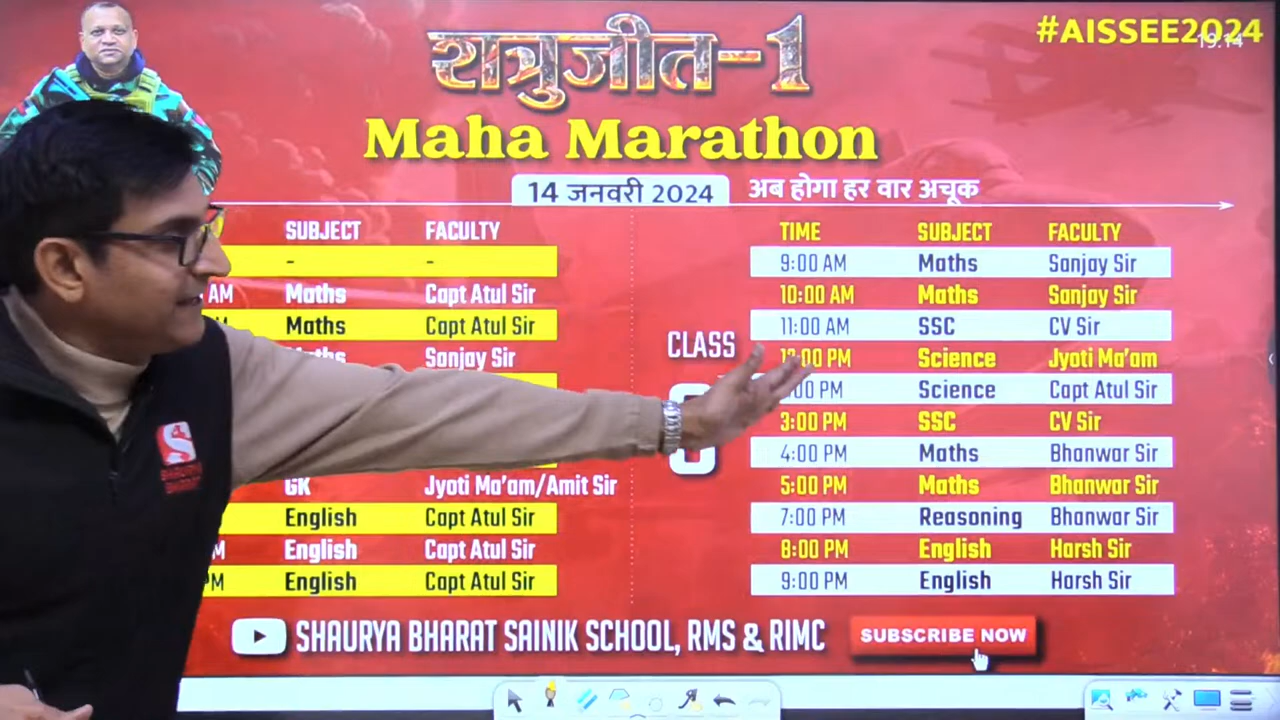 #AISSEE2024
19:14
शत्रुजीत-1
Maha Marathon
14 जनवरी 2024
अब होगा हर वार अचूक
SUBJECT FACULTY
- -
AM Maths Capt Atul Sir
Maths Capt Atul Sir
Sanjay Sir
GK Jyoti Ma'am/Amit Sir
English Capt Atul Sir
English Capt Atul Sir
PM English Capt Atul Sir
CLASS
TIME SUBJECT FACULTY
9:00 AM Maths Sanjay Sir
10:00 AM Maths Sanjay Sir
11:00 AM SSC CV Sir
PM Science Jyoti Ma'am
PM Science Capt Atul Sir
3:00 PM SSC CV Sir
4:00 PM Maths Bhanwar Sir
5:00 PM Maths Bhanwar Sir
7:00 PM Reasoning Bhanwar Sir
8:00 PM English Harsh Sir
9:00 PM English Harsh Sir
SHAURYA BHARAT SAINIK SCHOOL, RMS & RIMC
SUBSCRIBE NOW